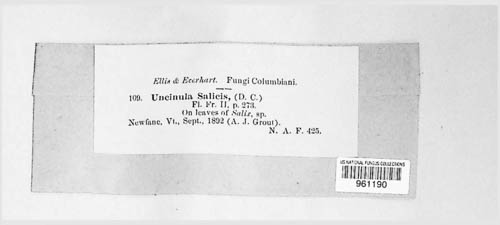 Ellis & Everhart. Fungi Columbiani.
109. Uncinula Salicis, (D. C.)
Fl. Fr. II, p. 273.
On leaves of Salix, sp.
Newfane, Vt., Sept., 1892 (A. J. Grout).
N. A. F. 425.
US NATIONAL FUNGUS COLLECTIONS
961190